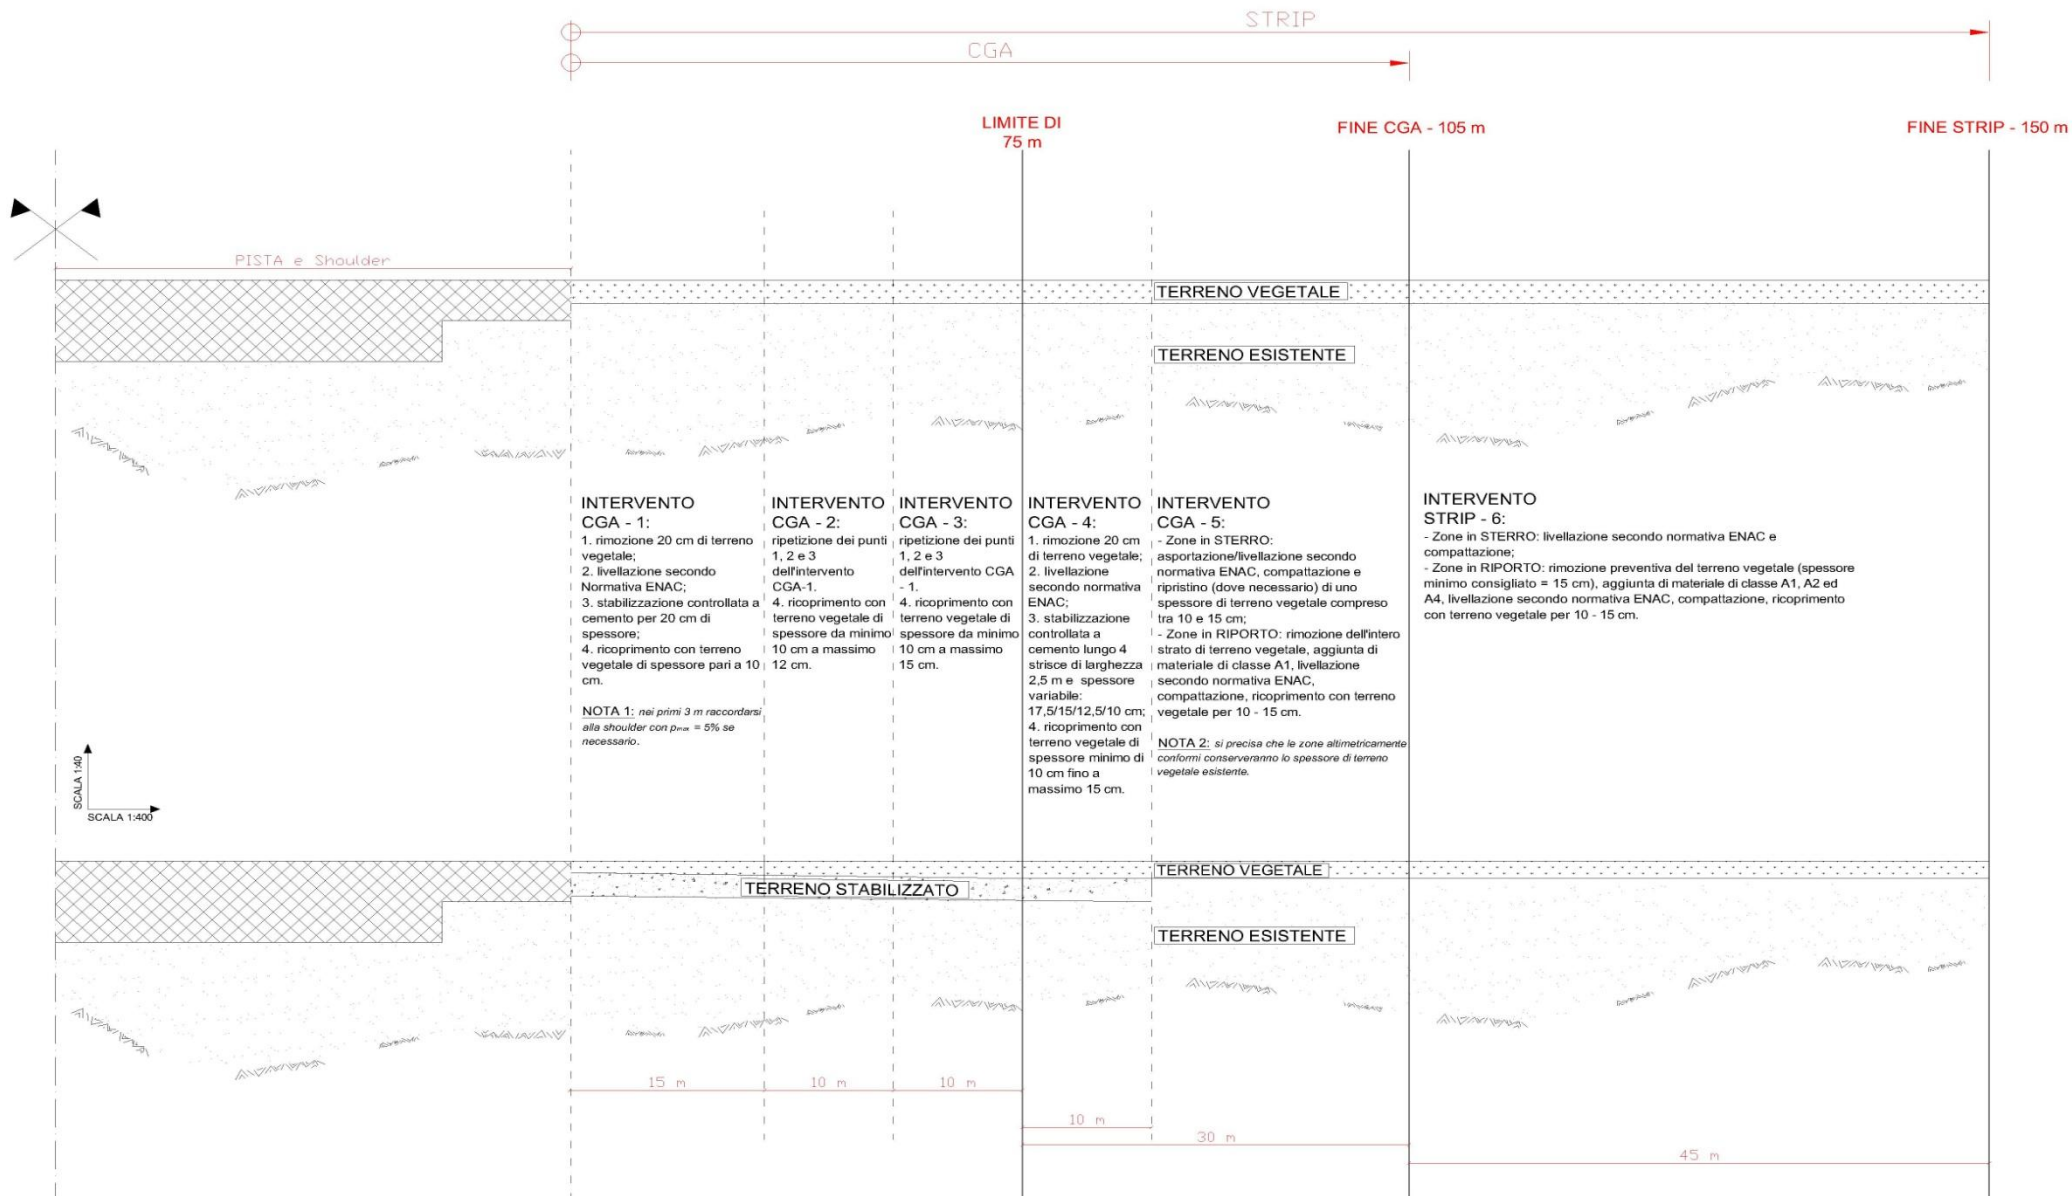 STRIP
CGA
LIMITE DI
75 m
FINE CGA - 105 m
FINE STRIP - 150 m
PISTA e Shoulder
TERRENO VEGETALE
TERRENO ESISTENTE
INTERVENTO
CGA - 1:
1. rimozione 20 cm di terreno
vegetale;
2. livellazione secondo
Normativa ENAC;
3. stabilizzazione controllata a
cemento per 20 cm di
spessore;
4. ricoprimento con terreno
vegetale di spessore pari a 10
cm.
NOTA 1: nei primi 3 m raccordarsi
alla shoulder con pmax = 5% se
necessario.
INTERVENTO
CGA - 2:
ripetizione dei punti
1, 2 e 3
dell'intervento
CGA-1.
4. ricoprimento con
terreno vegetale di
spessore da minimo
10 cm a massimo
12 cm.
INTERVENTO
CGA - 3:
ripetizione dei punti
1, 2 e 3
dell'intervento CGA
- 1.
4. ricoprimento con
terreno vegetale di
spessore da minimo
10 cm a massimo
15 cm.
INTERVENTO
CGA - 4:
1. rimozione 20 cm
di terreno vegetale;
2. livellazione
secondo normativa
ENAC;
3. stabilizzazione
controllata a
cemento lungo 4
strisce di larghezza
2,5 m e spessore
variabile:
17,5/15/12,5/10 cm;
4. ricoprimento con
terreno vegetale di
spessore minimo di
10 cm fino a
massimo 15 cm.
INTERVENTO
CGA - 5:
- Zone in STERRO:
asportazione/livellazione secondo
normativa ENAC, compattazione e
ripristino (dove necessario) di uno
spessore di terreno vegetale compreso
tra 10 e 15 cm;
- Zone in RIPORTO: rimozione dell'intero
strato di terreno vegetale, aggiunta di
materiale di classe A1, livellazione
secondo normativa ENAC,
compattazione, ricoprimento con terreno
vegetale per 10 - 15 cm.
NOTA 2: si precisa che le zone altimetricamente
conformi conserveranno lo spessore di terreno
vegetale esistente.
INTERVENTO
STRIP - 6:
- Zone in STERRO: livellazione secondo normativa ENAC e
compattazione;
- Zone in RIPORTO: rimozione preventiva del terreno vegetale (spessore
minimo consigliato = 15 cm), aggiunta di materiale di classe A1, A2 ed
A4, livellazione secondo normativa ENAC, compattazione, ricoprimento
con terreno vegetale per 10 - 15 cm.
SCALA 1:40
SCALA 1:400
TERRENO VEGETALE
TERRENO STABILIZZATO
TERRENO ESISTENTE
15 m
10 m
10 m
10 m
30 m
45 m